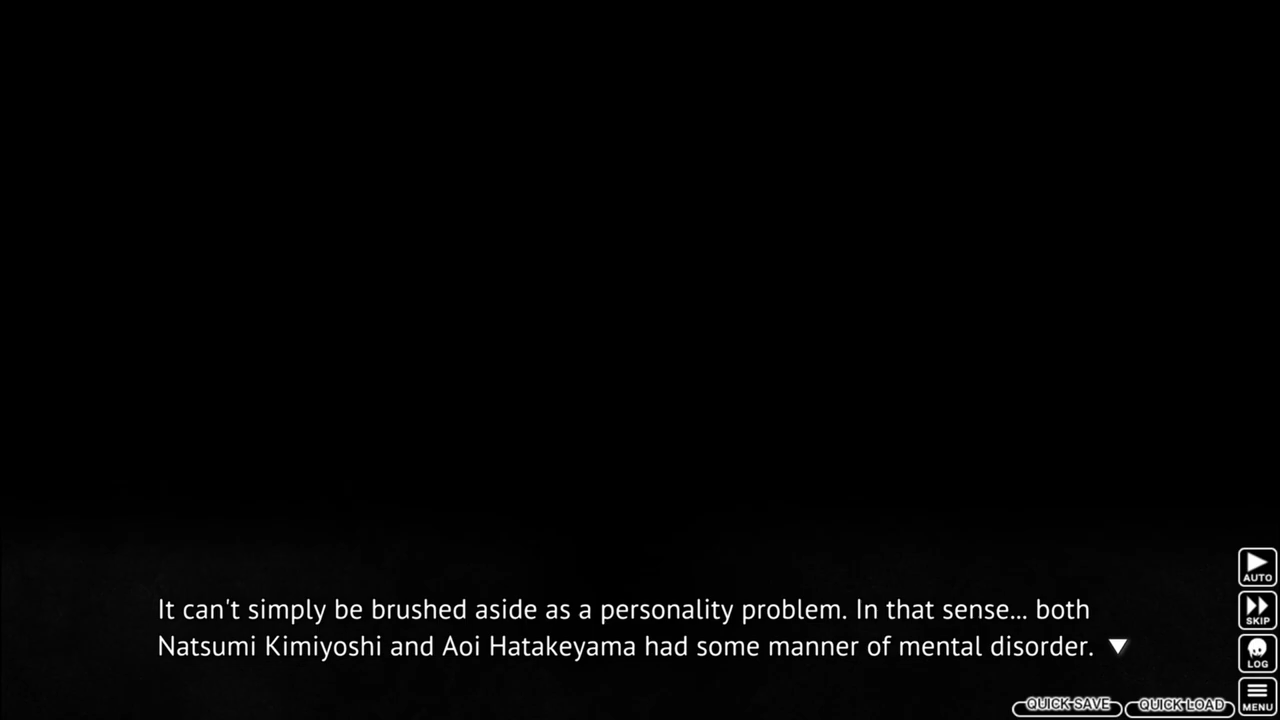 It can't simply be brushed aside as a personality problem. In that sense... both
Natsumi Kimiyoshi and Aoi Hatakeyama had some manner of mental disorder.
AUTO
SKIP
LOG
MENU
QUICK SAVE
QUICK LOAD